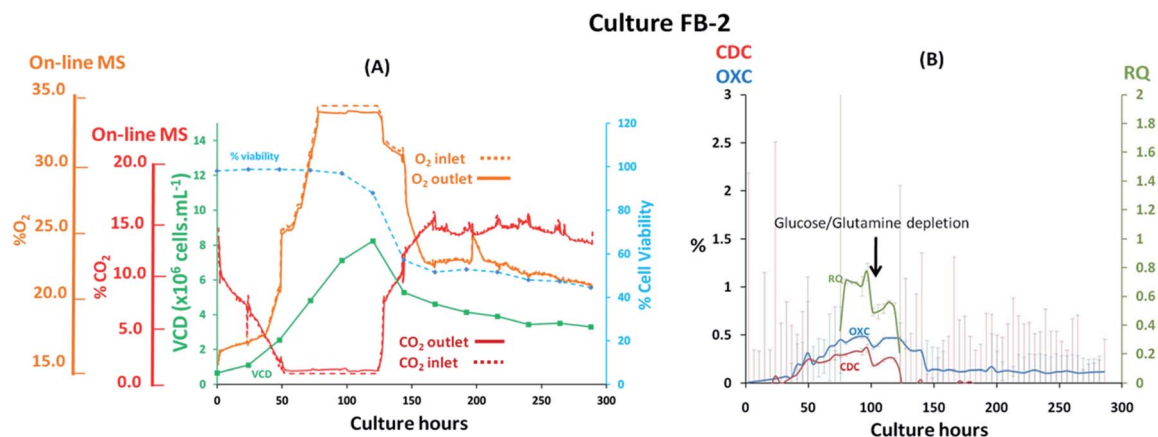 Culture FB-2
On-line MS
(A)
35.0
30.0
25.0
20.0
15.0
%O2
On-line MS
20.0
15.0
10.0
5.0
0.0
% CO2
14
12
10
8
6
4
2
0
VCD (x10⁶ cells.mL⁻¹)
% viability
O2 inlet
O2 outlet
CO2 outlet
CO2 inlet
VCD
120
100
80
60
40
20
0
% Cell Viability
0 50 100 150 200 250 300
Culture hours
CDC
OXC
(B)
RQ
3
2.5
2
1.5
1
0.5
0
%
Glucose/Glutamine depletion
RQ
OXC
CDC
2
1.8
1.6
1.4
1.2
1
0.8
0.6
0.4
0.2
0
0 50 100 150 200 250 300
Culture hours